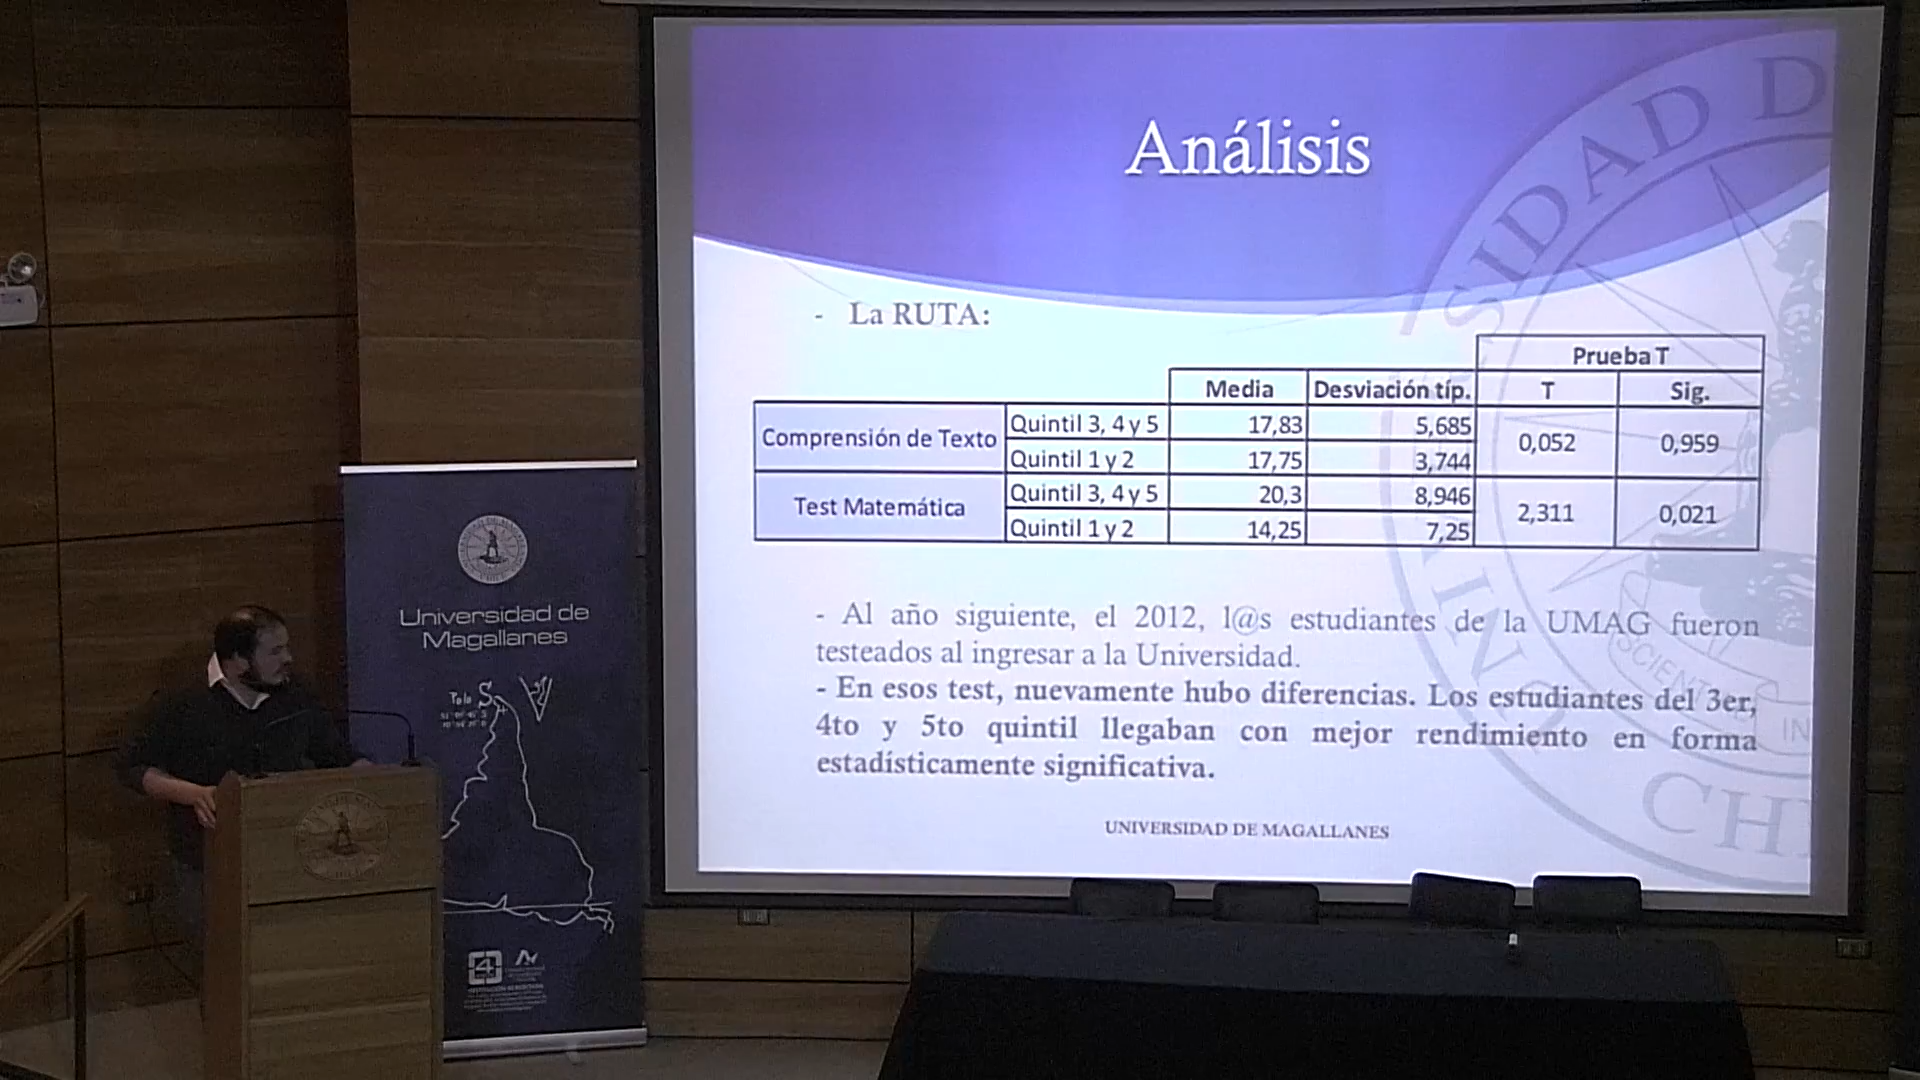 Análisis
- La RUTA:
Prueba T
Media Desviación típ. T Sig.
Comprensión de Texto Quintil 3, 4 y 5 17,83 5,685 0,052 0,959
Quintil 1 y 2 17,75 3,744
Test Matemática Quintil 3, 4 y 5 20,3 8,946 2,311 0,021
Quintil 1 y 2 14,25 7,25
- Al año siguiente, el 2012, l@s estudiantes de la UMAG fueron
testeados al ingresar a la Universidad.
- En esos test, nuevamente hubo diferencias. Los estudiantes del 3er,
4to y 5to quintil llegaban con mejor rendimiento en forma
estadísticamente significativa.
UNIVERSIDAD DE MAGALLANES
Universidad de
Magallanes
Polo S
4